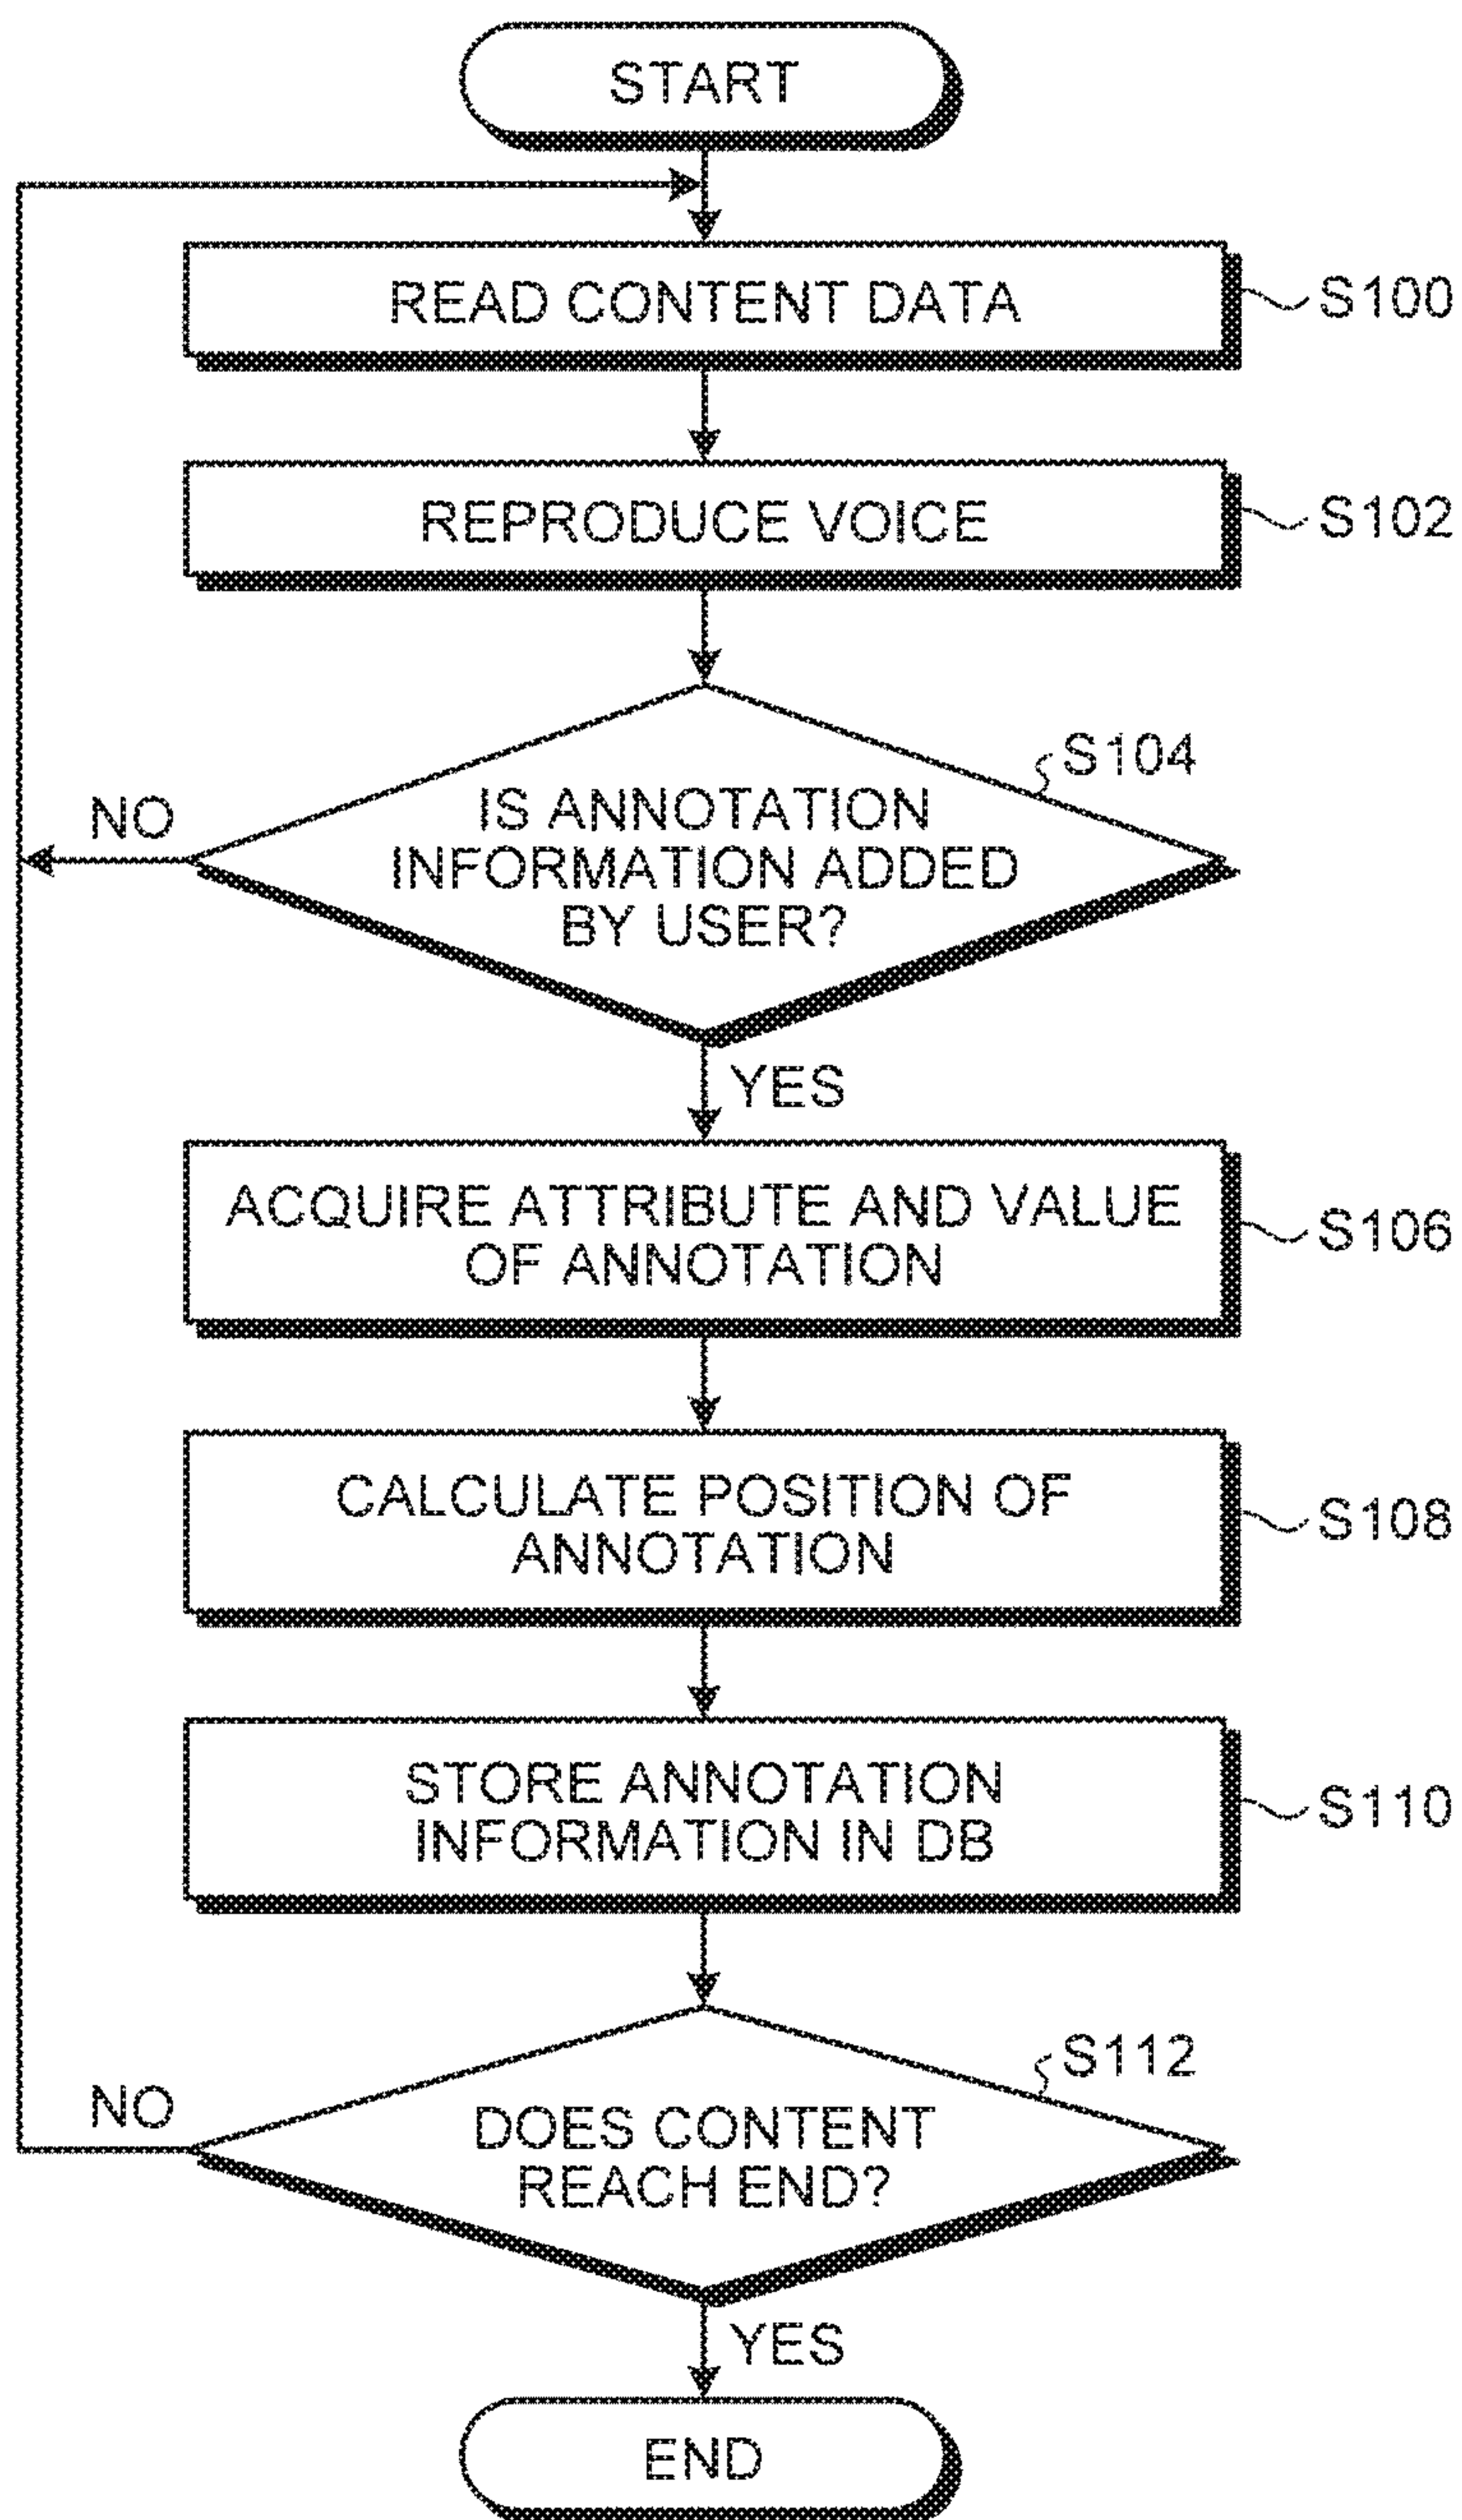 START
READ CONTENT DATA
S100
REPRODUCE VOICE
S102
S104
NO
IS ANNOTATION
INFORMATION ADDED
BY USER?
YES
ACQUIRE ATTRIBUTE AND VALUE
OF ANNOTATION
S106
CALCULATE POSITION OF
ANNOTATION
S108
STORE ANNOTATION
INFORMATION IN DB
S110
S112
NO
DOES CONTENT
REACH END?
YES
END